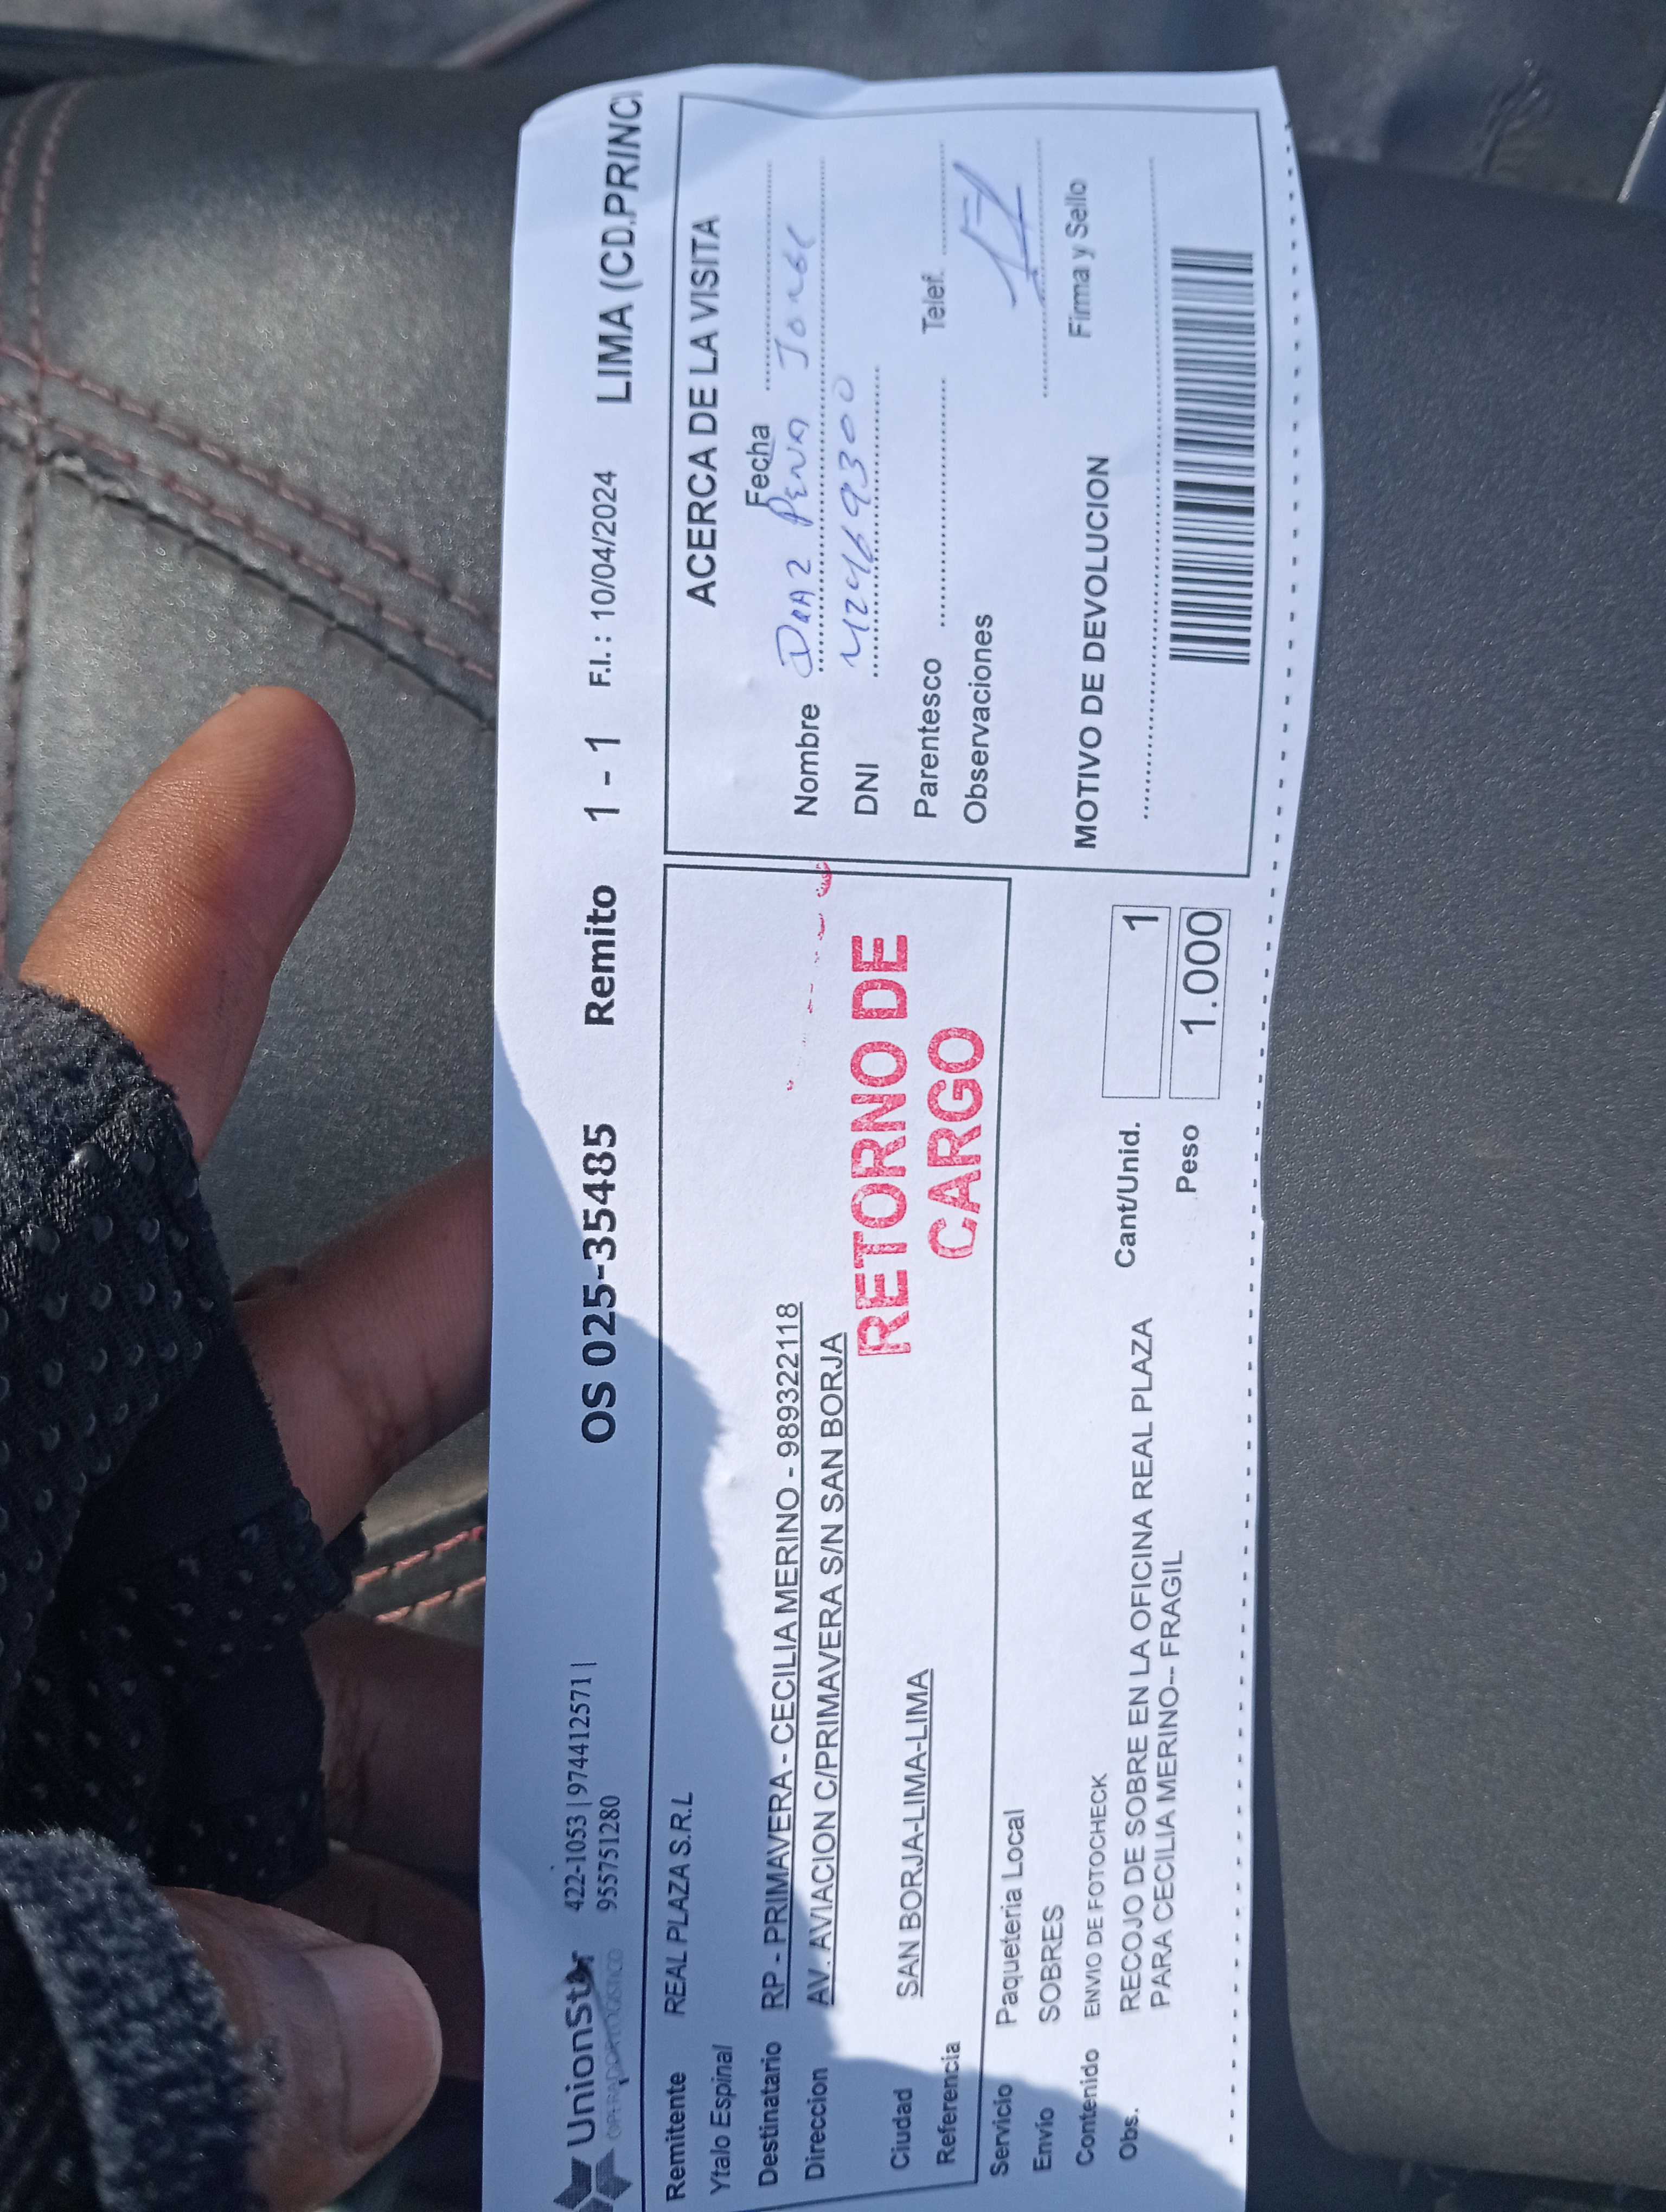 UnionStar 422-1053 | 974412571 |
OPERADOR LOGISTICO 955751280
OS 025-35485 Remito 1 - 1 F.I. : 10/04/2024 LIMA (CD.PRINCI
Remitente REAL PLAZA S.R.L
Ytalo Espinal
Destinatario RP - PRIMAVERA - CECILIA MERINO - 989322118
Direccion AV. AVIACION C/PRIMAVERA S/N SAN BORJA
Ciudad SAN BORJA-LIMA-LIMA
Referencia
RETORNO DE
CARGO
Servicio Paqueteria Local
Envío SOBRES
Contenido ENVIO DE FOTOCHECK
Obs. RECOJO DE SOBRE EN LA OFICINA REAL PLAZA
PARA CECILIA MERINO-- FRAGIL
Cant/Unid. 1
Peso 1.000
ACERCA DE LA VISITA
Fecha
Nombre DIAZ PENA JORGE
DNI 42469300
Parentesco Telef.
Observaciones
Firma y Sello
MOTIVO DE DEVOLUCION